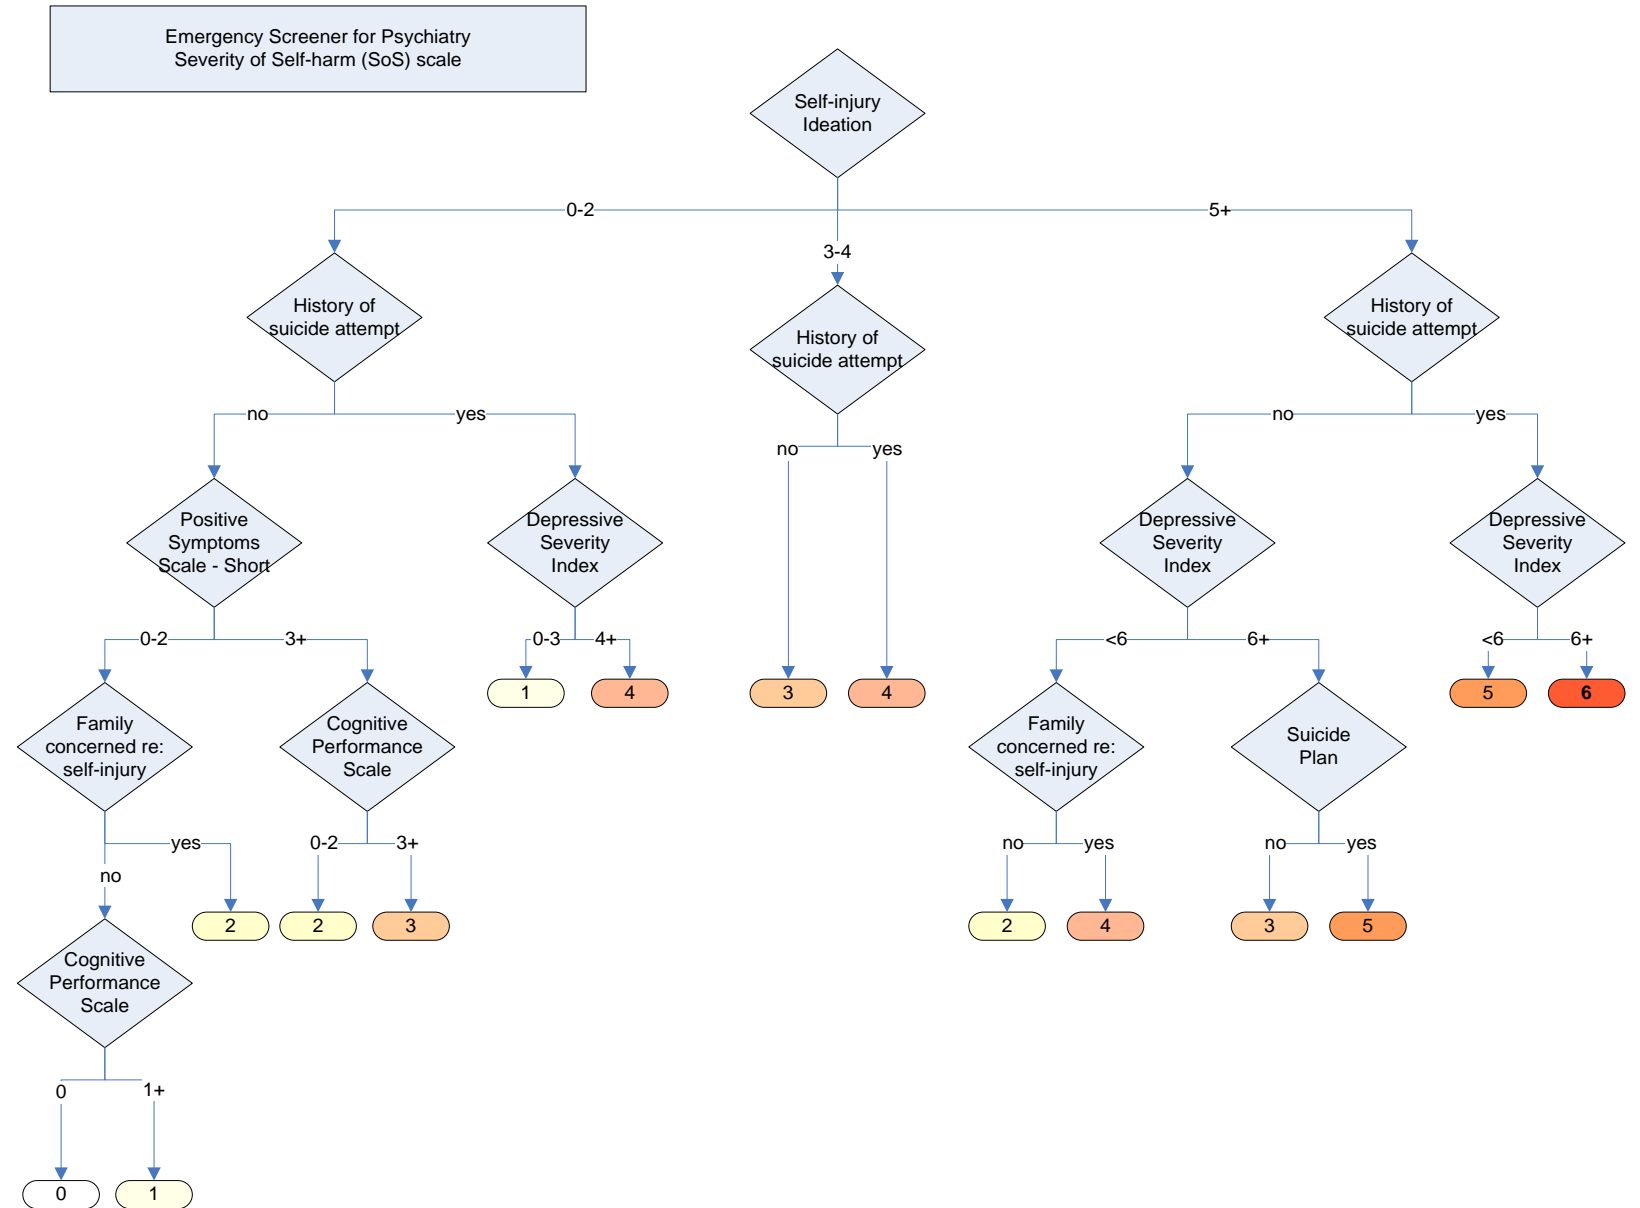 Emergency Screener for Psychiatry
Severity of Self-harm (SoS) scale
Self-injury
Ideation
0-2
5+
3-4
History of
suicide attempt
History of
suicide attempt
History of
suicide attempt
no
yes
no
yes
no
yes
Positive
Symptoms
Scale - Short
Depressive
Severity
Index
Depressive
Severity
Index
Depressive
Severity
Index
0-2
3+
0-3
4+
<6
6+
<6
6+
1
4
3
4
5
6
Family
concerned re:
self-injury
Cognitive
Performance
Scale
Family
concerned re:
self-injury
Suicide
Plan
yes
no
0-2
3+
no
yes
no
yes
2
2
3
2
4
3
5
Cognitive
Performance
Scale
0
1+
0
1